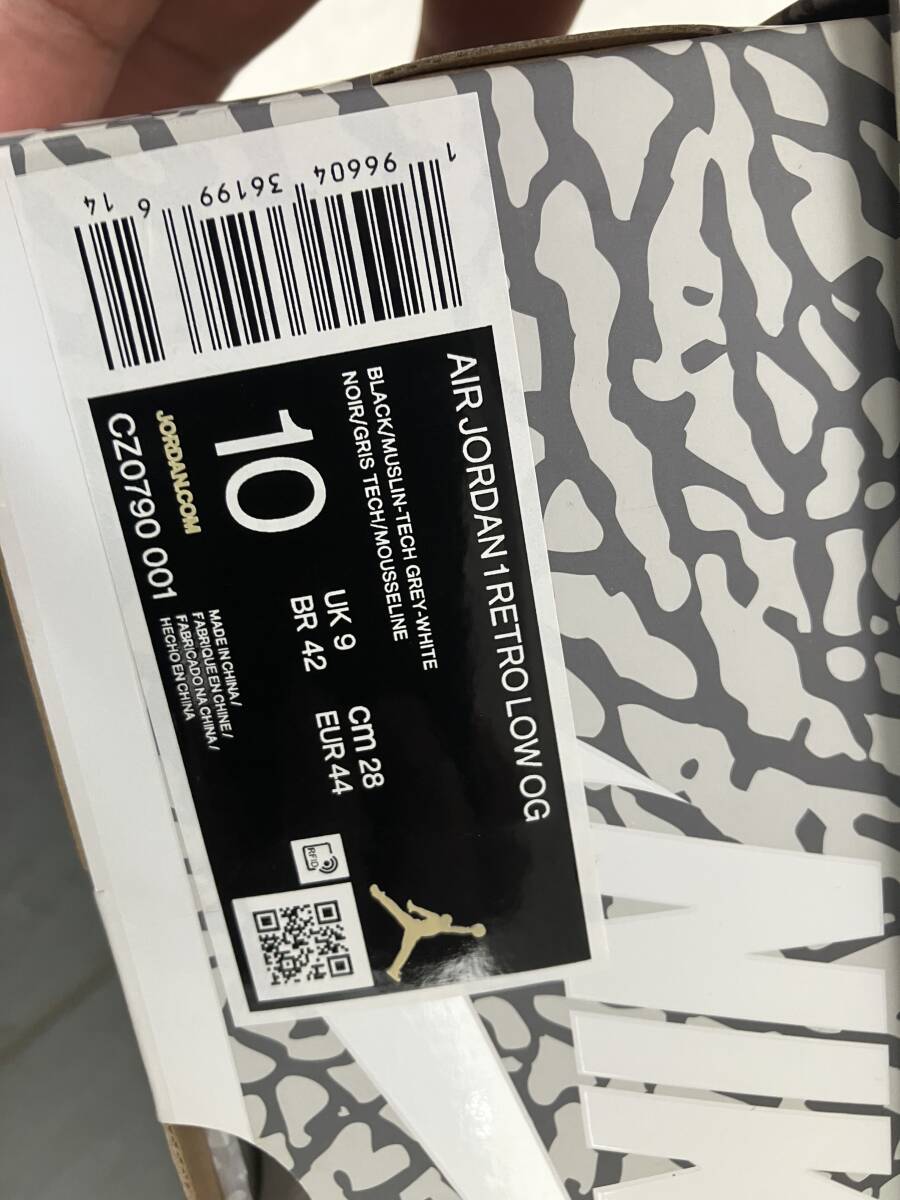 AIR JORDAN 1 RETRO LOW OG
BLACK/MUSLIN-TECH GREY-WHITE
NOIR/GRIS TECH/MOUSSELINE
10
UK 9
cm 28
BR 42
EUR 44
JORDAN.COM
CZ0790 001
MADE IN CHINA/
FABRIQUE EN CHINE/
FABRICADO NA CHINA/
HECHO EN CHINA
RFID
1 96604 36199 6 14